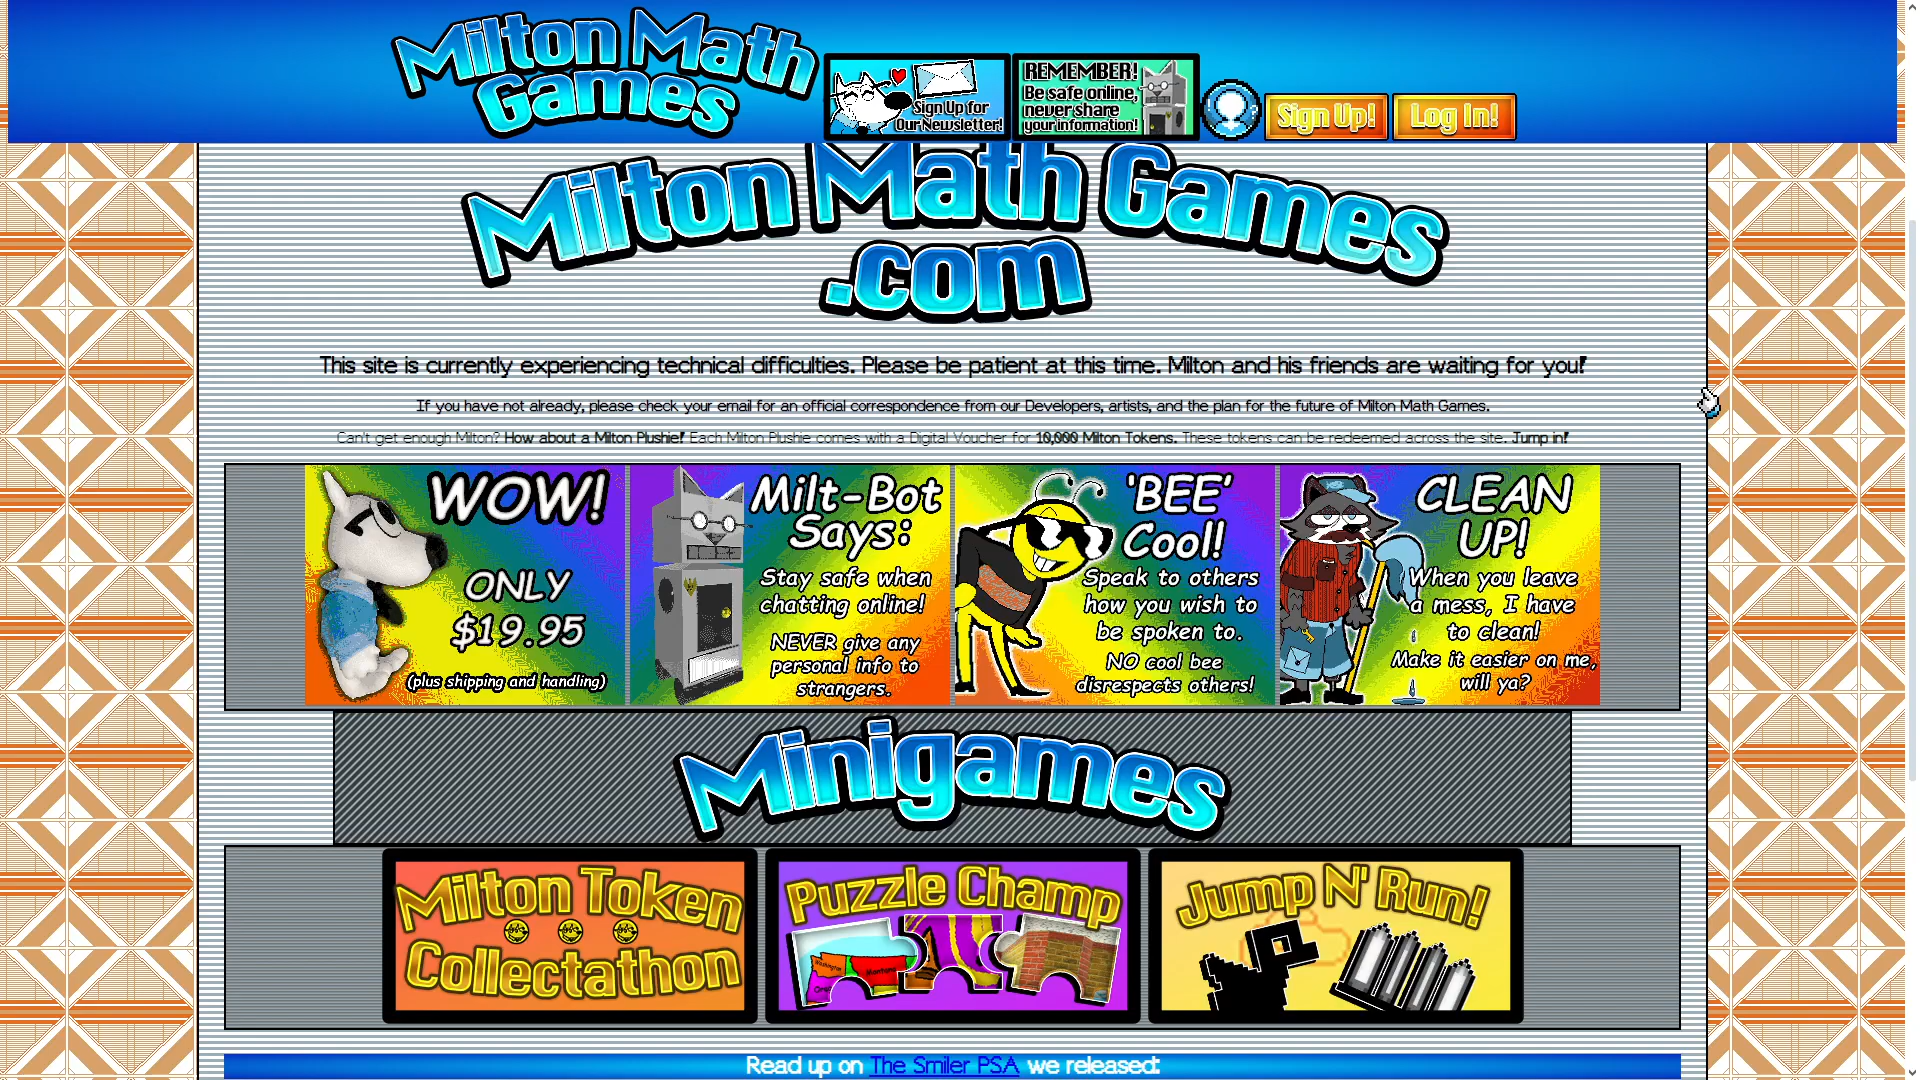 Milton Math
Games
Sign Up for
Our Newsletter!
REMEMBER!
Be safe online,
never share
your information!
Sign Up!
Log In!
Milton Math Games
.com
This site is currently experiencing technical difficulties. Please be patient at this time. Milton and his friends are waiting for you!
If you have not already, please check your email for an official correspondence from our Developers, artists, and the plan for the future of Milton Math Games.
Can't get enough Milton? How about a Milton Plushie! Each Milton Plushie comes with a Digital Voucher for 10,000 Milton Tokens. These tokens can be redeemed across the site. Jump in!
WOW!
ONLY
$19.95
(plus shipping and handling)
Milt-Bot
Says:
Stay safe when
chatting online!
NEVER give any
personal info to
strangers.
'BEE'
Cool!
Speak to others
how you wish to
be spoken to.
NO cool bee
disrespects others!
CLEAN
UP!
When you leave
a mess, I have
to clean!
Make it easier on me,
will ya?
Minigames
Milton Token
Collectathon
Puzzle Champ
Washington
Montana
Jump N' Run!
Read up on The Smiler PSA we released: